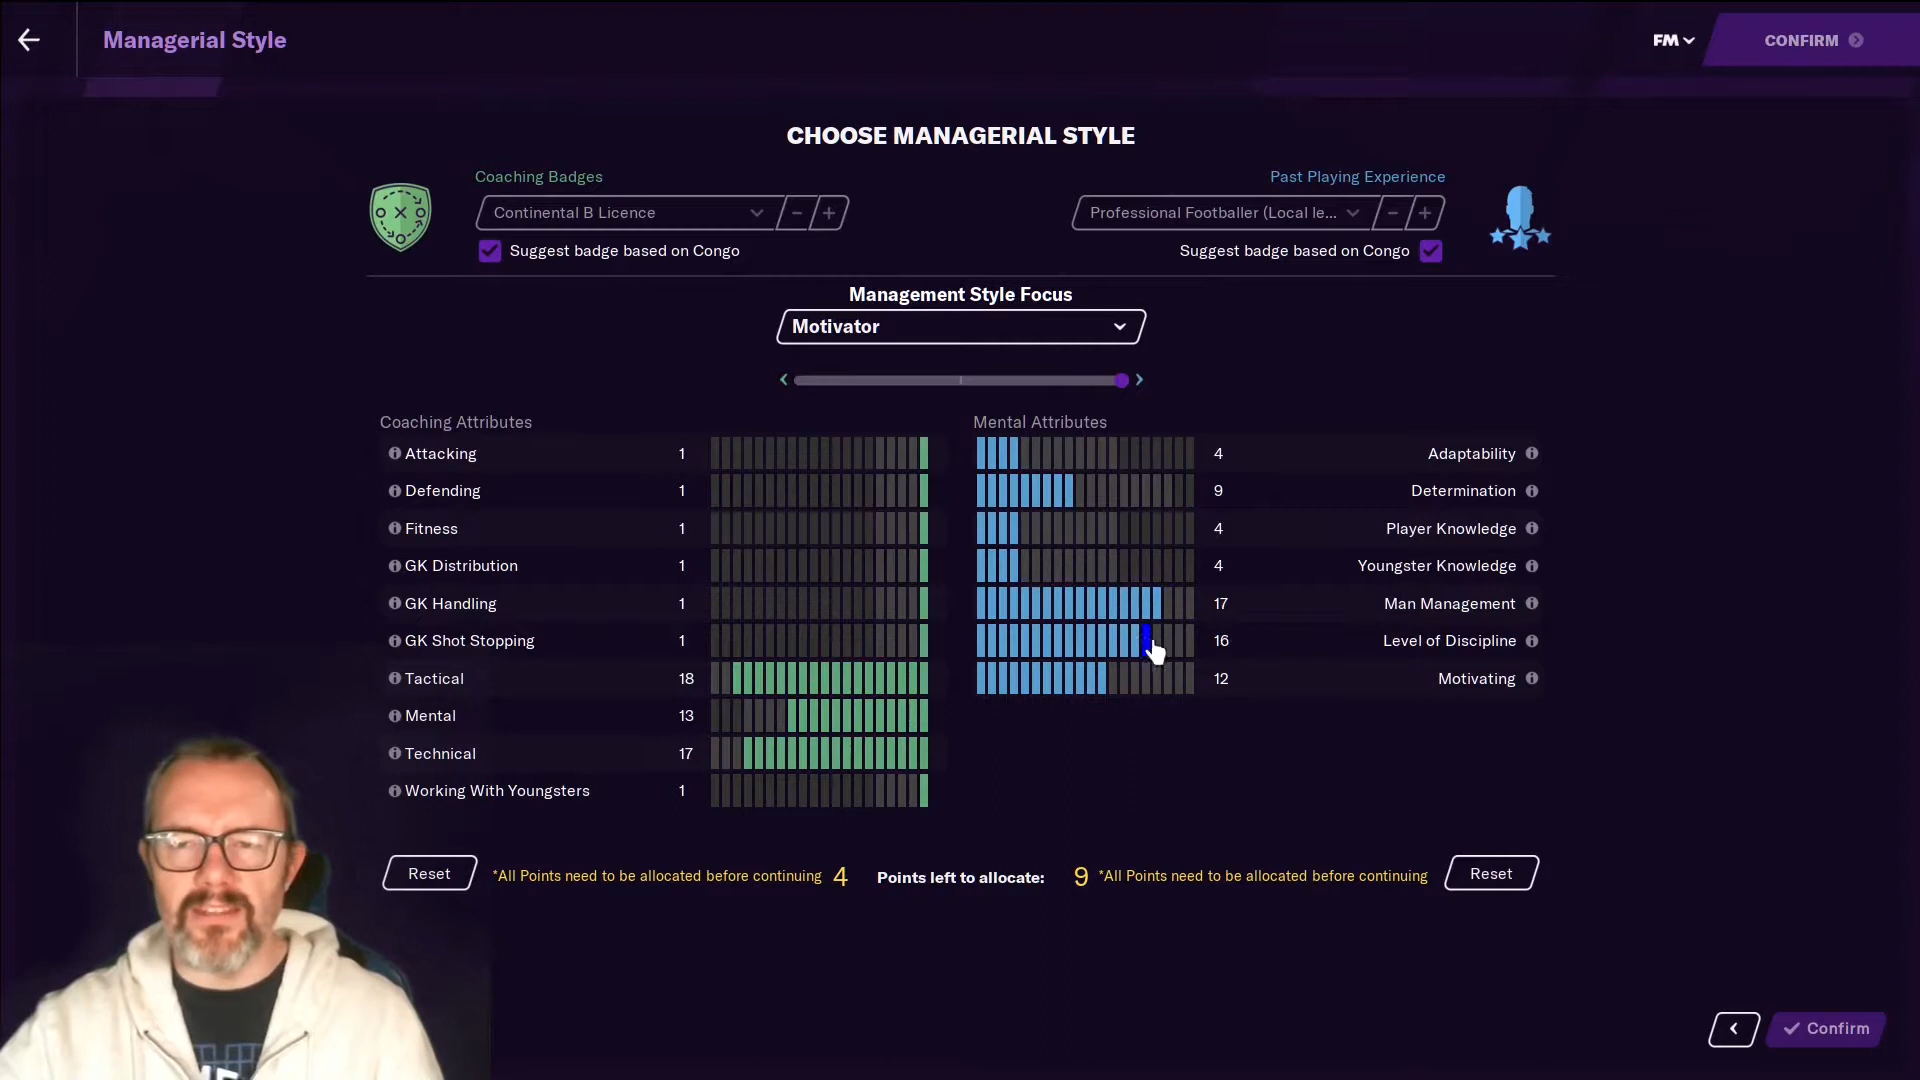 Managerial Style
FM
CONFIRM
CHOOSE MANAGERIAL STYLE
Coaching Badges
Past Playing Experience
Continental B Licence
Professional Footballer (Local le...
Suggest badge based on Congo
Suggest badge based on Congo
Management Style Focus
Motivator
Coaching Attributes
Mental Attributes
Attacking 1
4 Adaptability
Defending 1
9 Determination
Fitness 1
4 Player Knowledge
GK Distribution 1
4 Youngster Knowledge
GK Handling 1
17 Man Management
GK Shot Stopping 1
16 Level of Discipline
Tactical 18
12 Motivating
Mental 13
Technical 17
Working With Youngsters 1
Reset
*All Points need to be allocated before continuing 4
Points left to allocate:
9 *All Points need to be allocated before continuing
Reset
Confirm